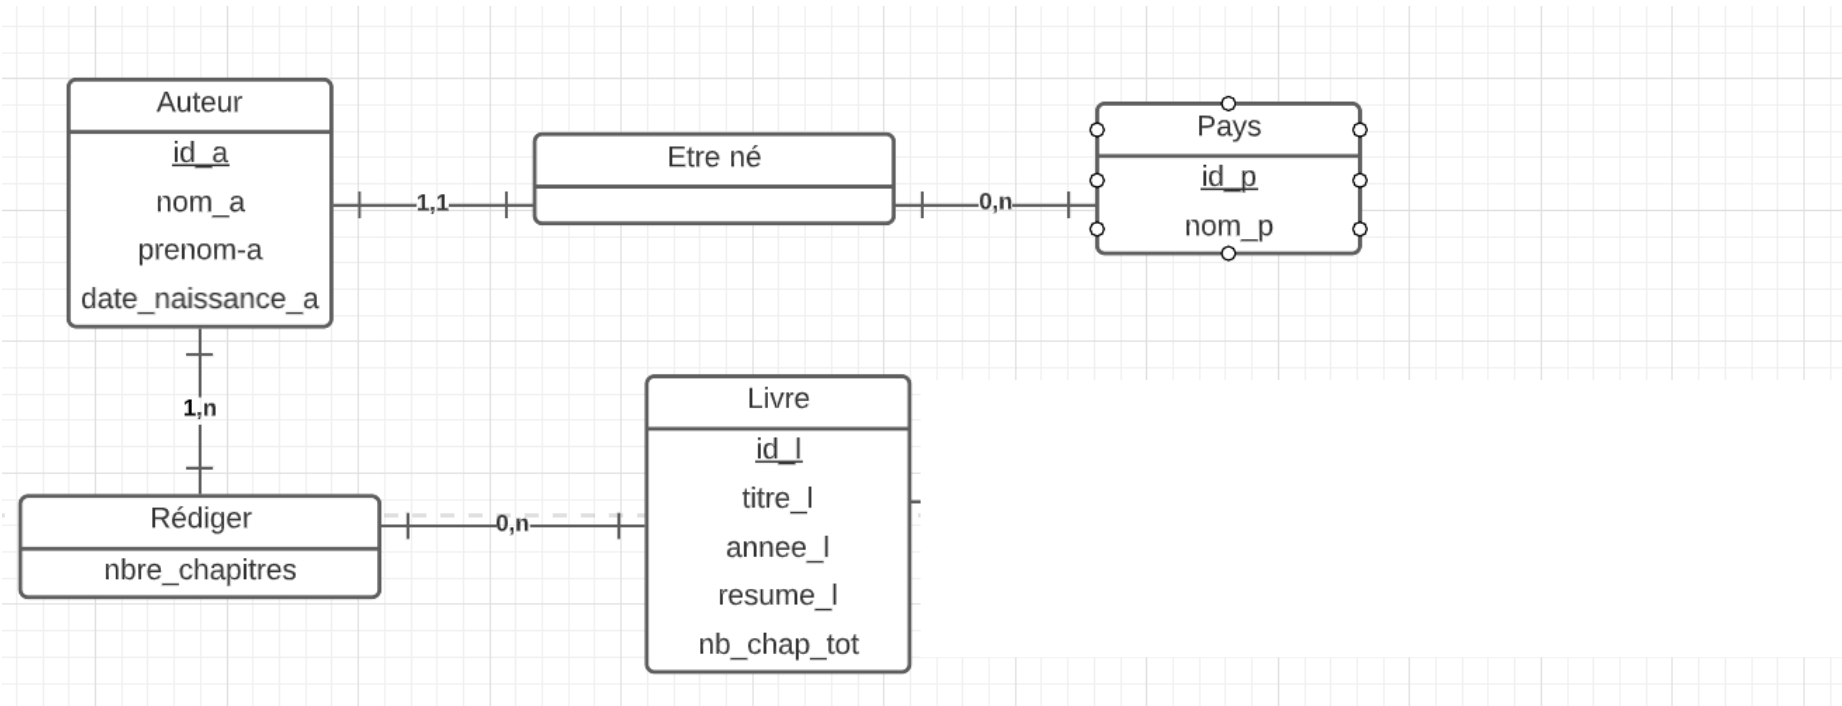 Auteur
id_a
nom_a
prenom-a
date_naissance_a
1,1
Etre né
0,n
Pays
id_p
nom_p
1,n
Rédiger
nbre_chapitres
0,n
Livre
id_l
titre_l
annee_l
resume_l
nb_chap_tot